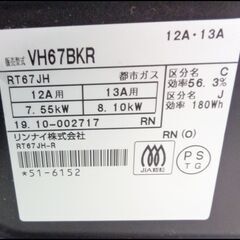 12A・13A
販売型式 VH67BKR
RT67JH 都市ガス
12A用 13A用
7.55kW 8.10kW
19.10-002717 RN
リンナイ株式会社
RT67JH-R
*51-6152
区分名 C
効率 56.3%
区分名 J
効率 180Wh
RN (O)
JIA認証
PS
TG